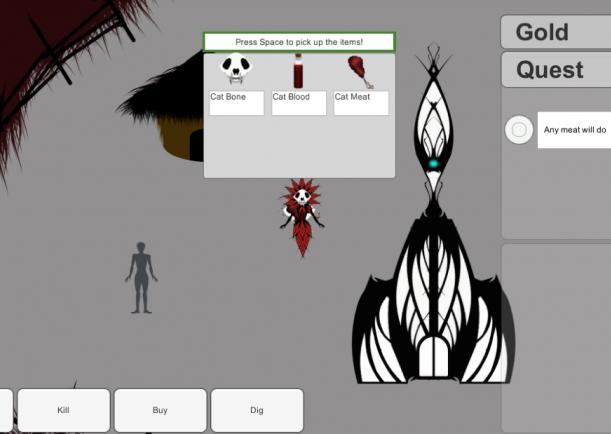 Press Space to pick up the items!
Cat Bone
Cat Blood
Cat Meat
Gold
Quest
Any meat will do
Kill
Buy
Dig